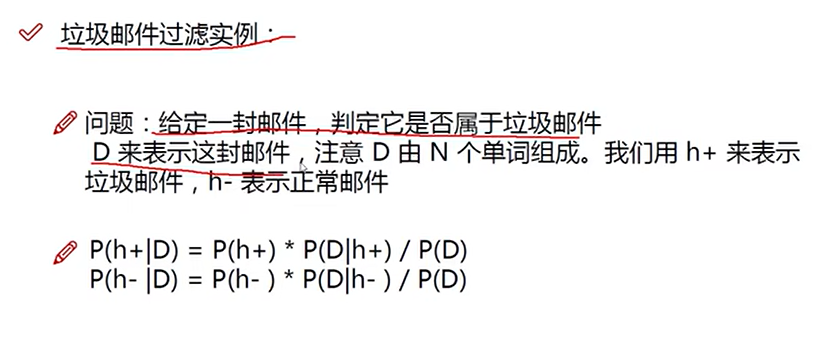 垃圾邮件过滤实例：
问题：给定一封邮件，判定它是否属于垃圾邮件
D 来表示这封邮件，注意 D 由 N 个单词组成。我们用 h+ 来表示
垃圾邮件，h- 表示正常邮件
P(h+|D) = P(h+) * P(D|h+) / P(D)
P(h- |D) = P(h- ) * P(D|h- ) / P(D)